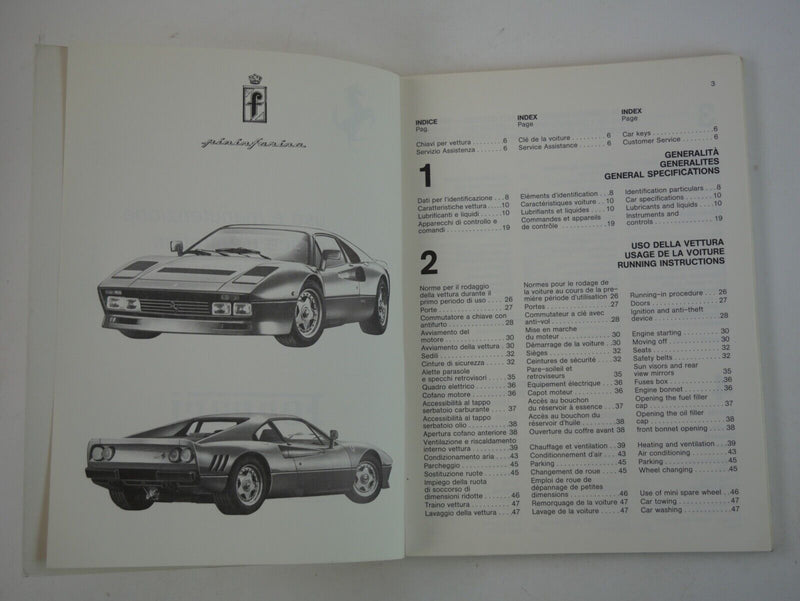 f
pininfarina
3
INDICE
Pag.
Chiavi per vettura . . . . . . . . 6
Servizio Assistenza . . . . . . . 6
INDEX
Page
Clé de la voiture . . . . . . . . . 6
Service Assistance . . . . . . . 6
INDEX
Page
Car keys . . . . . . . . . . . . . . 6
Customer Service . . . . . . . . 6
1
GENERALITÀ
GENERALITES
GENERAL SPECIFICATIONS
Dati per l'identificazione . . . 8
Caratteristiche vettura . . . . 10
Lubrificanti e liquidi . . . . . . 10
Apparecchi di controllo e
comandi . . . . . . . . . . . . . . 19
Eléments d'identification . . . 8
Caractéristiques voiture . . . 10
Lubrifiants et liquides . . . . 10
Commandes et appareils
de contrôle . . . . . . . . . . . . 19
Identification particulars . . . 8
Car specifications . . . . . . . 10
Lubricants and liquids . . . . 10
Instruments and
controls . . . . . . . . . . . . . . 19
2
USO DELLA VETTURA
USAGE DE LA VOITURE
RUNNING INSTRUCTIONS
Norme per il rodaggio
della vettura durante il
primo periodo di uso . . . . 26
Porte . . . . . . . . . . . . . . . . 27
Commutatore a chiave con
antifurto . . . . . . . . . . . . . . 28
Avviamento del
motore . . . . . . . . . . . . . . . 30
Avviamento della vettura . 30
Sedili . . . . . . . . . . . . . . . . 32
Cinture di sicurezza . . . . . 32
Alette parasole
e specchi retrovisori . . . . 35
Quadro elettrico . . . . . . . . 36
Cofano motore . . . . . . . . . 36
Accessibilità al tappo
serbatoio carburante . . . . 37
Accessibilità al tappo
serbatoio olio . . . . . . . . . . 38
Apertura cofano anteriore 38
Ventilazione e riscaldamento
interno vettura . . . . . . . . . 39
Condizionamento aria . . . . 43
Parcheggio . . . . . . . . . . . . 45
Sostituzione ruote . . . . . . 45
Impiego della ruota
di soccorso di
dimensioni ridotte . . . . . . 46
Traino vettura . . . . . . . . . 47
Lavaggio della vettura . . . 47
Normes pour le rodage de
la voiture au cours de la pre-
mière période d'utilisation 26
Portes . . . . . . . . . . . . . . . 27
Commutateur a clé avec
anti-vol . . . . . . . . . . . . . . 28
Mise en marche
du moteur . . . . . . . . . . . . 30
Démarrage de la voiture . . 30
Sièges . . . . . . . . . . . . . . . 32
Ceintures de sécurité . . . . 32
Pare-soleil et
retroviseurs . . . . . . . . . . . 35
Equipement électrique . . . 36
Capot moteur . . . . . . . . . . 36
Accès au bouchon
du réservoir à essence . . . 37
Accès au bouchon du
réservoir d'huile . . . . . . . . 38
Ouverture du coffre avant 38
Chauffage et ventilation . . 39
Conditionnement d'air . . . 43
Parking . . . . . . . . . . . . . . 45
Changement de roue . . . . 45
Emploi de roue de
dépannage de petites
dimensions . . . . . . . . . . . 46
Remorquage de la voiture 47
Lavage de la voiture . . . . 47
Running-in procedure . . . 26
Doors . . . . . . . . . . . . . . . 27
Ignition and anti-theft
device . . . . . . . . . . . . . . . 28
Engine starting . . . . . . . . 30
Moving off . . . . . . . . . . . . 30
Seats . . . . . . . . . . . . . . . . 32
Safety belts . . . . . . . . . . . 32
Sun visors and rear
view mirrors . . . . . . . . . . 35
Fuses box . . . . . . . . . . . . 36
Engine bonnet . . . . . . . . . 36
Opening the fuel filler
cap . . . . . . . . . . . . . . . . . 37
Opening the oil filler
cap . . . . . . . . . . . . . . . . . 38
Front bonnet opening . . . 38
Heating and ventilation . . 39
Air conditioning . . . . . . . . 43
Parking . . . . . . . . . . . . . . 45
Wheel changing . . . . . . . . 45
Use of mini spare wheel . . 46
Car towing . . . . . . . . . . . . 47
Car washing . . . . . . . . . . . 47